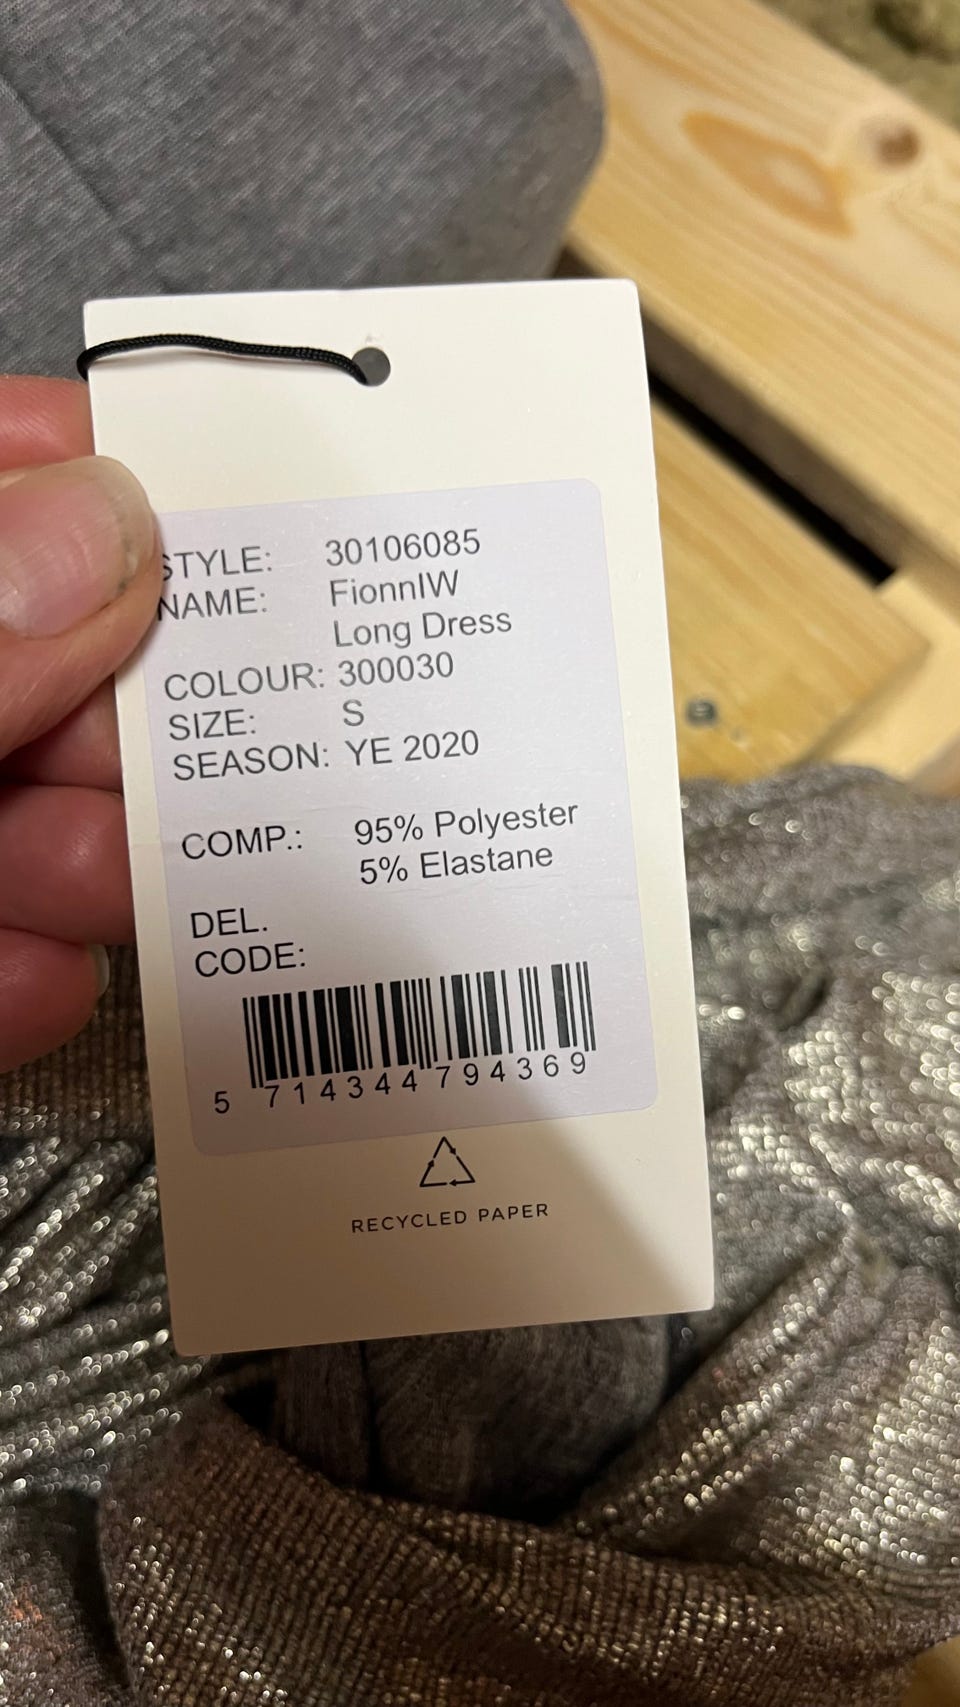 STYLE: 30106085
NAME: FionnIW
Long Dress
COLOUR: 300030
SIZE: S
SEASON: YE 2020
COMP.: 95% Polyester
5% Elastane
DEL.
CODE:
5 714344 794369
RECYCLED PAPER